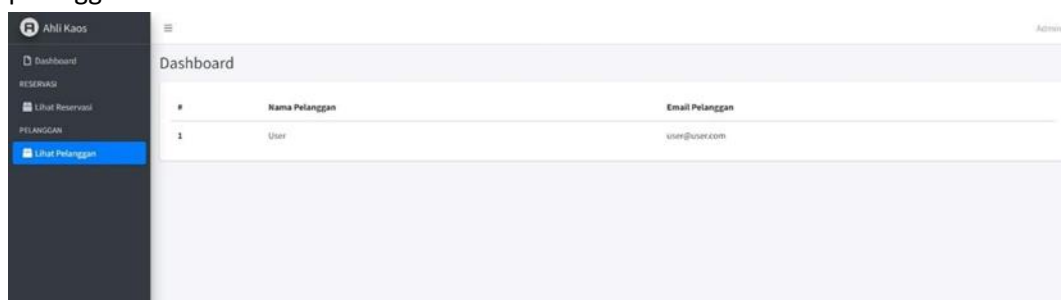 Ahli Kaos
Admin
Dashboard
Dashboard
RESERVASI
Lihat Reservasi
# Nama Pelanggan Email Pelanggan
PELANGGAN
1 User user@user.com
Lihat Pelanggan